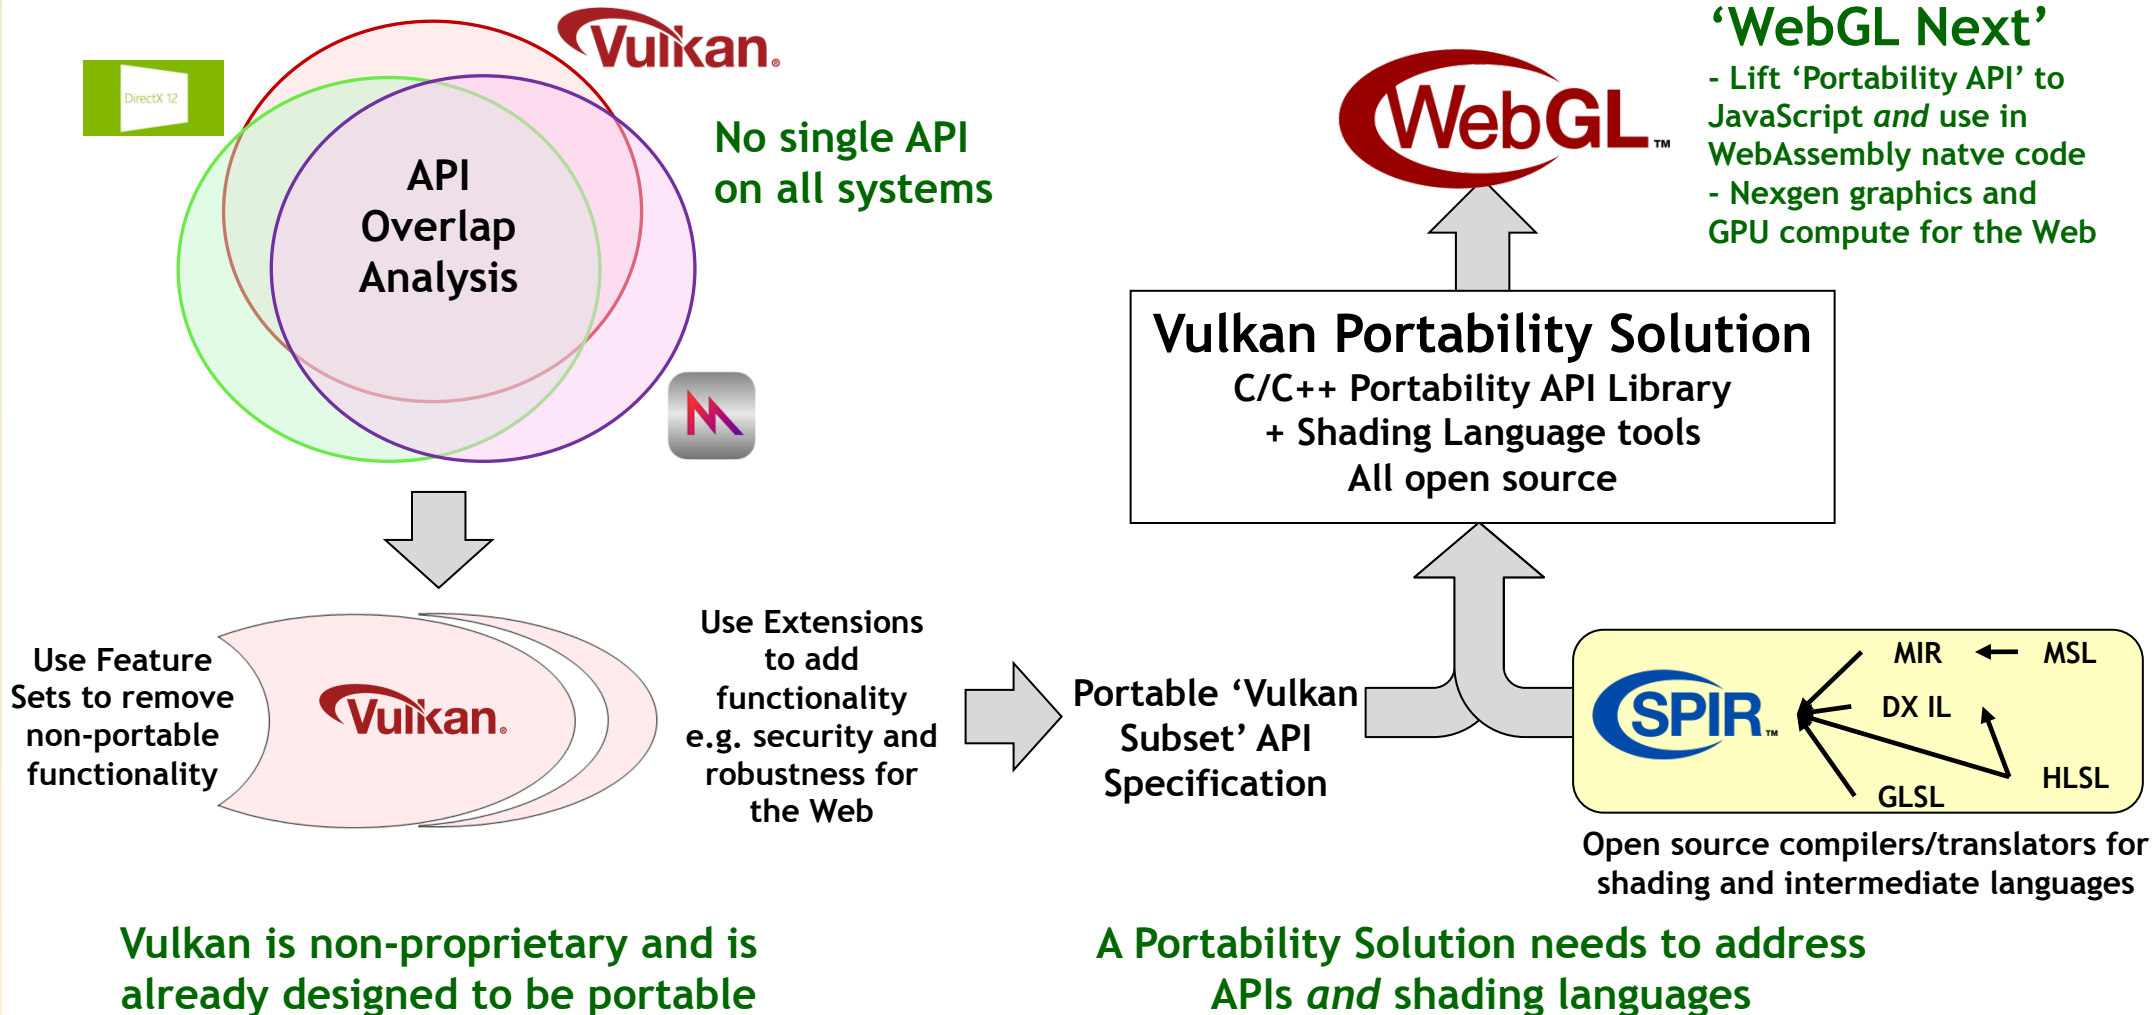 DirectX 12
Vulkan.
API
Overlap
Analysis
No single API
on all systems
Use Feature
Sets to remove
non-portable
functionality
Vulkan.
Use Extensions
to add
functionality
e.g. security and
robustness for
the Web
Portable ‘Vulkan
Subset’ API
Specification
WebGL™
‘WebGL Next’
- Lift ‘Portability API’ to
JavaScript and use in
WebAssembly natve code
- Nexgen graphics and
GPU compute for the Web
Vulkan Portability Solution
C/C++ Portability API Library
+ Shading Language tools
All open source
SPIR™
MIR
MSL
DX IL
HLSL
GLSL
Open source compilers/translators for
shading and intermediate languages
Vulkan is non-proprietary and is
already designed to be portable
A Portability Solution needs to address
APIs and shading languages